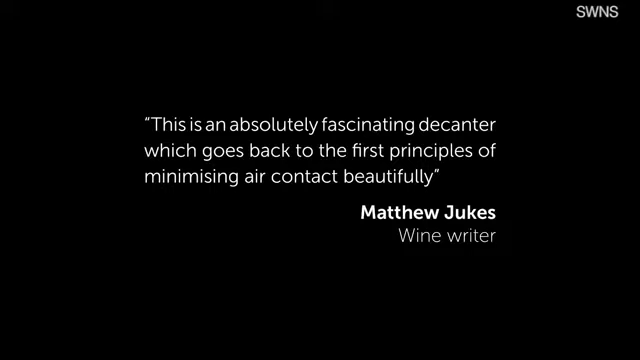 SWNS
“This is an absolutely fascinating decanter
which goes back to the first principles of
minimising air contact beautifully”
Matthew Jukes
Wine writer